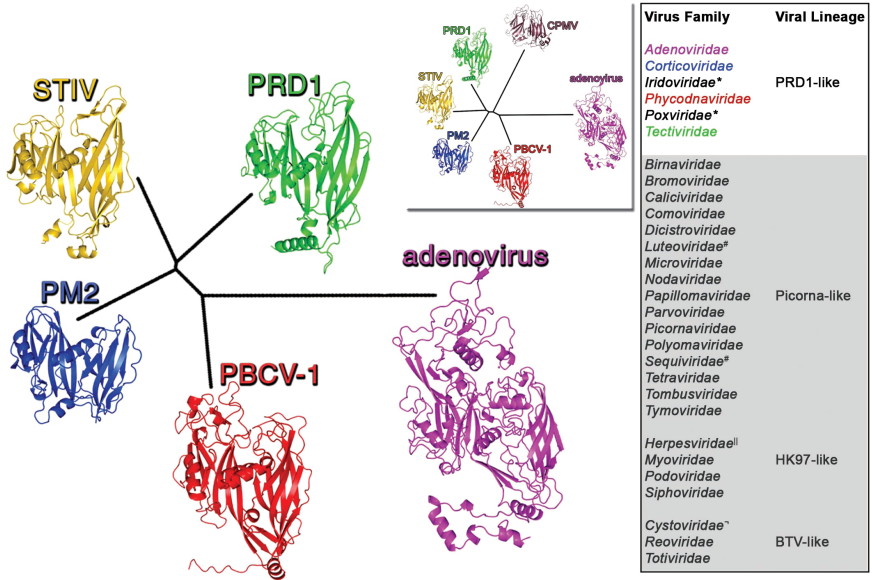 STIV
PRD1
PM2
PBCV-1
adenovirus
CPMV
PRD1
STIV
adenovirus
PM2
PBCV-1
Virus Family Viral Lineage
Adenoviridae
Corticoviridae
Iridoviridae* PRD1-like
Phycodnaviridae
Poxviridae*
Tectiviridae
Birnaviridae
Bromoviridae
Caliciviridae
Comoviridae
Dicistroviridae
Luteoviridae#
Microviridae
Nodaviridae
Papillomaviridae Picorna-like
Parvoviridae
Picornaviridae
Polyomaviridae
Sequiviridae#
Tetraviridae
Tombusviridae
Tymoviridae
Herpesviridae||
Myoviridae HK97-like
Podoviridae
Siphoviridae
Cystoviridae¬
Reoviridae BTV-like
Totiviridae